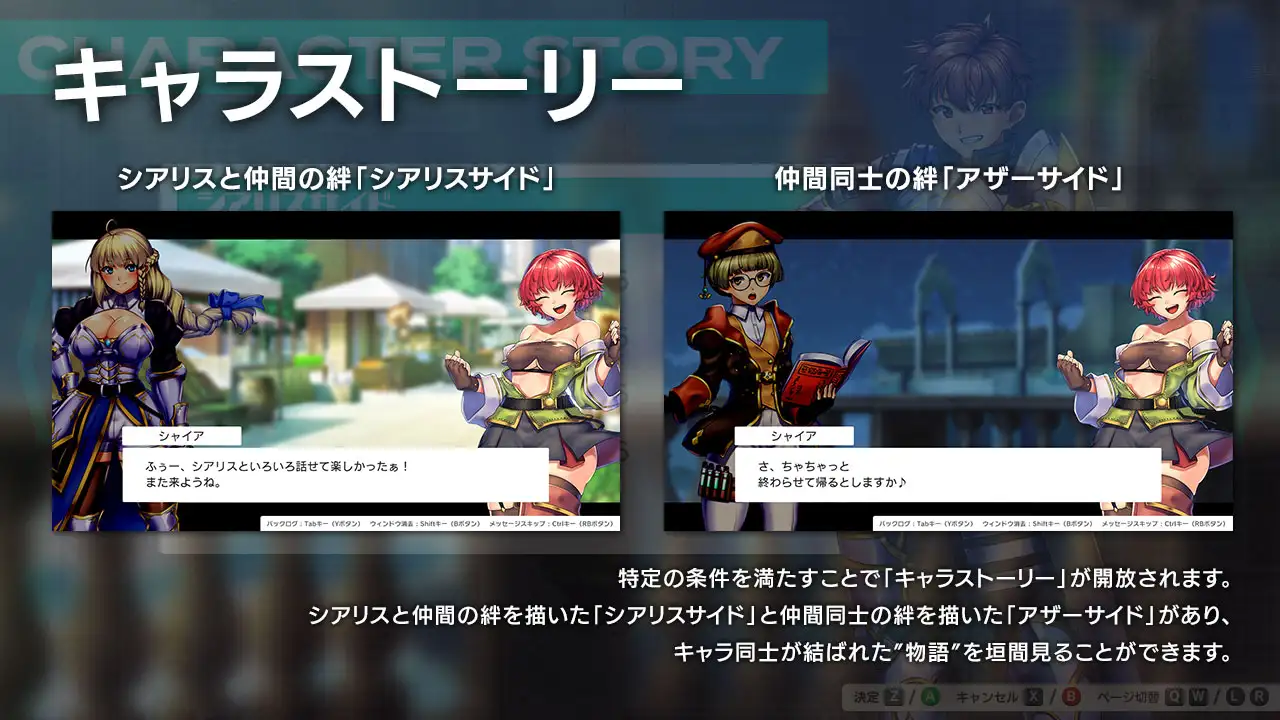 CHARACTER STORY
キャラストーリー
シアリスと仲間の絆「シアリスサイド」
仲間同士の絆「アザーサイド」
シアリスサイド
シャイア
ふぅー、シアリスといろいろ話せて楽しかったぁ！
また来ようね。
バックログ：Tabキー（Yボタン） ウィンドウ消去：Shiftキー（Bボタン） メッセージスキップ：Ctrlキー（RBボタン）
シャイア
さ、ちゃちゃっと
終わらせて帰るとしますか♪
バックログ：Tabキー（Yボタン） ウィンドウ消去：Shiftキー（Bボタン） メッセージスキップ：Ctrlキー（RBボタン）
特定の条件を満たすことで「キャラストーリー」が開放されます。
シアリスと仲間の絆を描いた「シアリスサイド」と仲間同士の絆を描いた「アザーサイド」があり、
キャラ同士が結ばれた”物語”を垣間見ることができます。
決定 Z / A キャンセル X / B ページ切替 Q W / L R